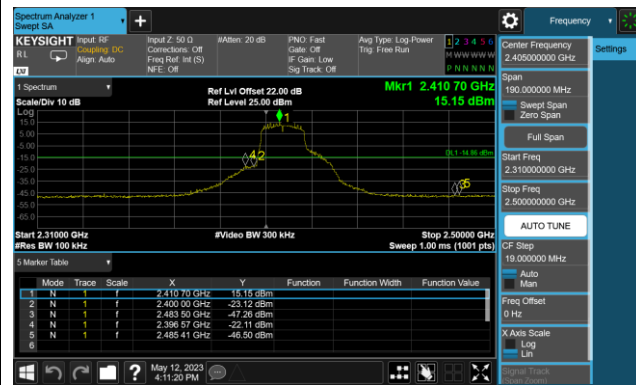 Spectrum Analyzer 1
Swept SA
Frequency
KEYSIGHT
RL
LXI
Input: RF
Coupling: DC
Align: Auto
Input Z: 50 Ω
Corrections: Off
Freq Ref: Int (S)
NFE: Off
#Atten: 20 dB
PNO: Fast
Gate: Off
IF Gain: Low
Sig Track: Off
Avg Type: Log-Power
Trig: Free Run
1 2 3 4 5 6
M W W W W W
P N N N N N
1 Spectrum
Scale/Div 10 dB
Ref Lvl Offset 22.00 dB
Ref Level 25.00 dBm
Mkr1 2.410 70 GHz
15.15 dBm
Log
15.0
5.00
-5.00
-15.0
-25.0
-35.0
-45.0
-55.0
-65.0
1
4 2
DL1 -14.85 dBm
3 5
Start 2.31000 GHz
#Res BW 100 kHz
#Video BW 300 kHz
Stop 2.50000 GHz
Sweep 1.00 ms (1001 pts)
5 Marker Table
Mode Trace Scale X Y Function Function Width Function Value
1 N 1 f 2.410 70 GHz 15.15 dBm
2 N 1 f 2.400 00 GHz -23.12 dBm
3 N 1 f 2.483 50 GHz -47.26 dBm
4 N 1 f 2.396 57 GHz -22.11 dBm
5 N 1 f 2.485 41 GHz -46.50 dBm
6
Center Frequency
2.405000000 GHz
Settings
Span
190.000000 MHz
Swept Span
Zero Span
Full Span
Start Freq
2.310000000 GHz
Stop Freq
2.500000000 GHz
AUTO TUNE
CF Step
19.000000 MHz
Auto
Man
Freq Offset
0 Hz
X Axis Scale
Log
Lin
Signal Track
(Span Zoom)
?
May 12, 2023
4:11:20 PM